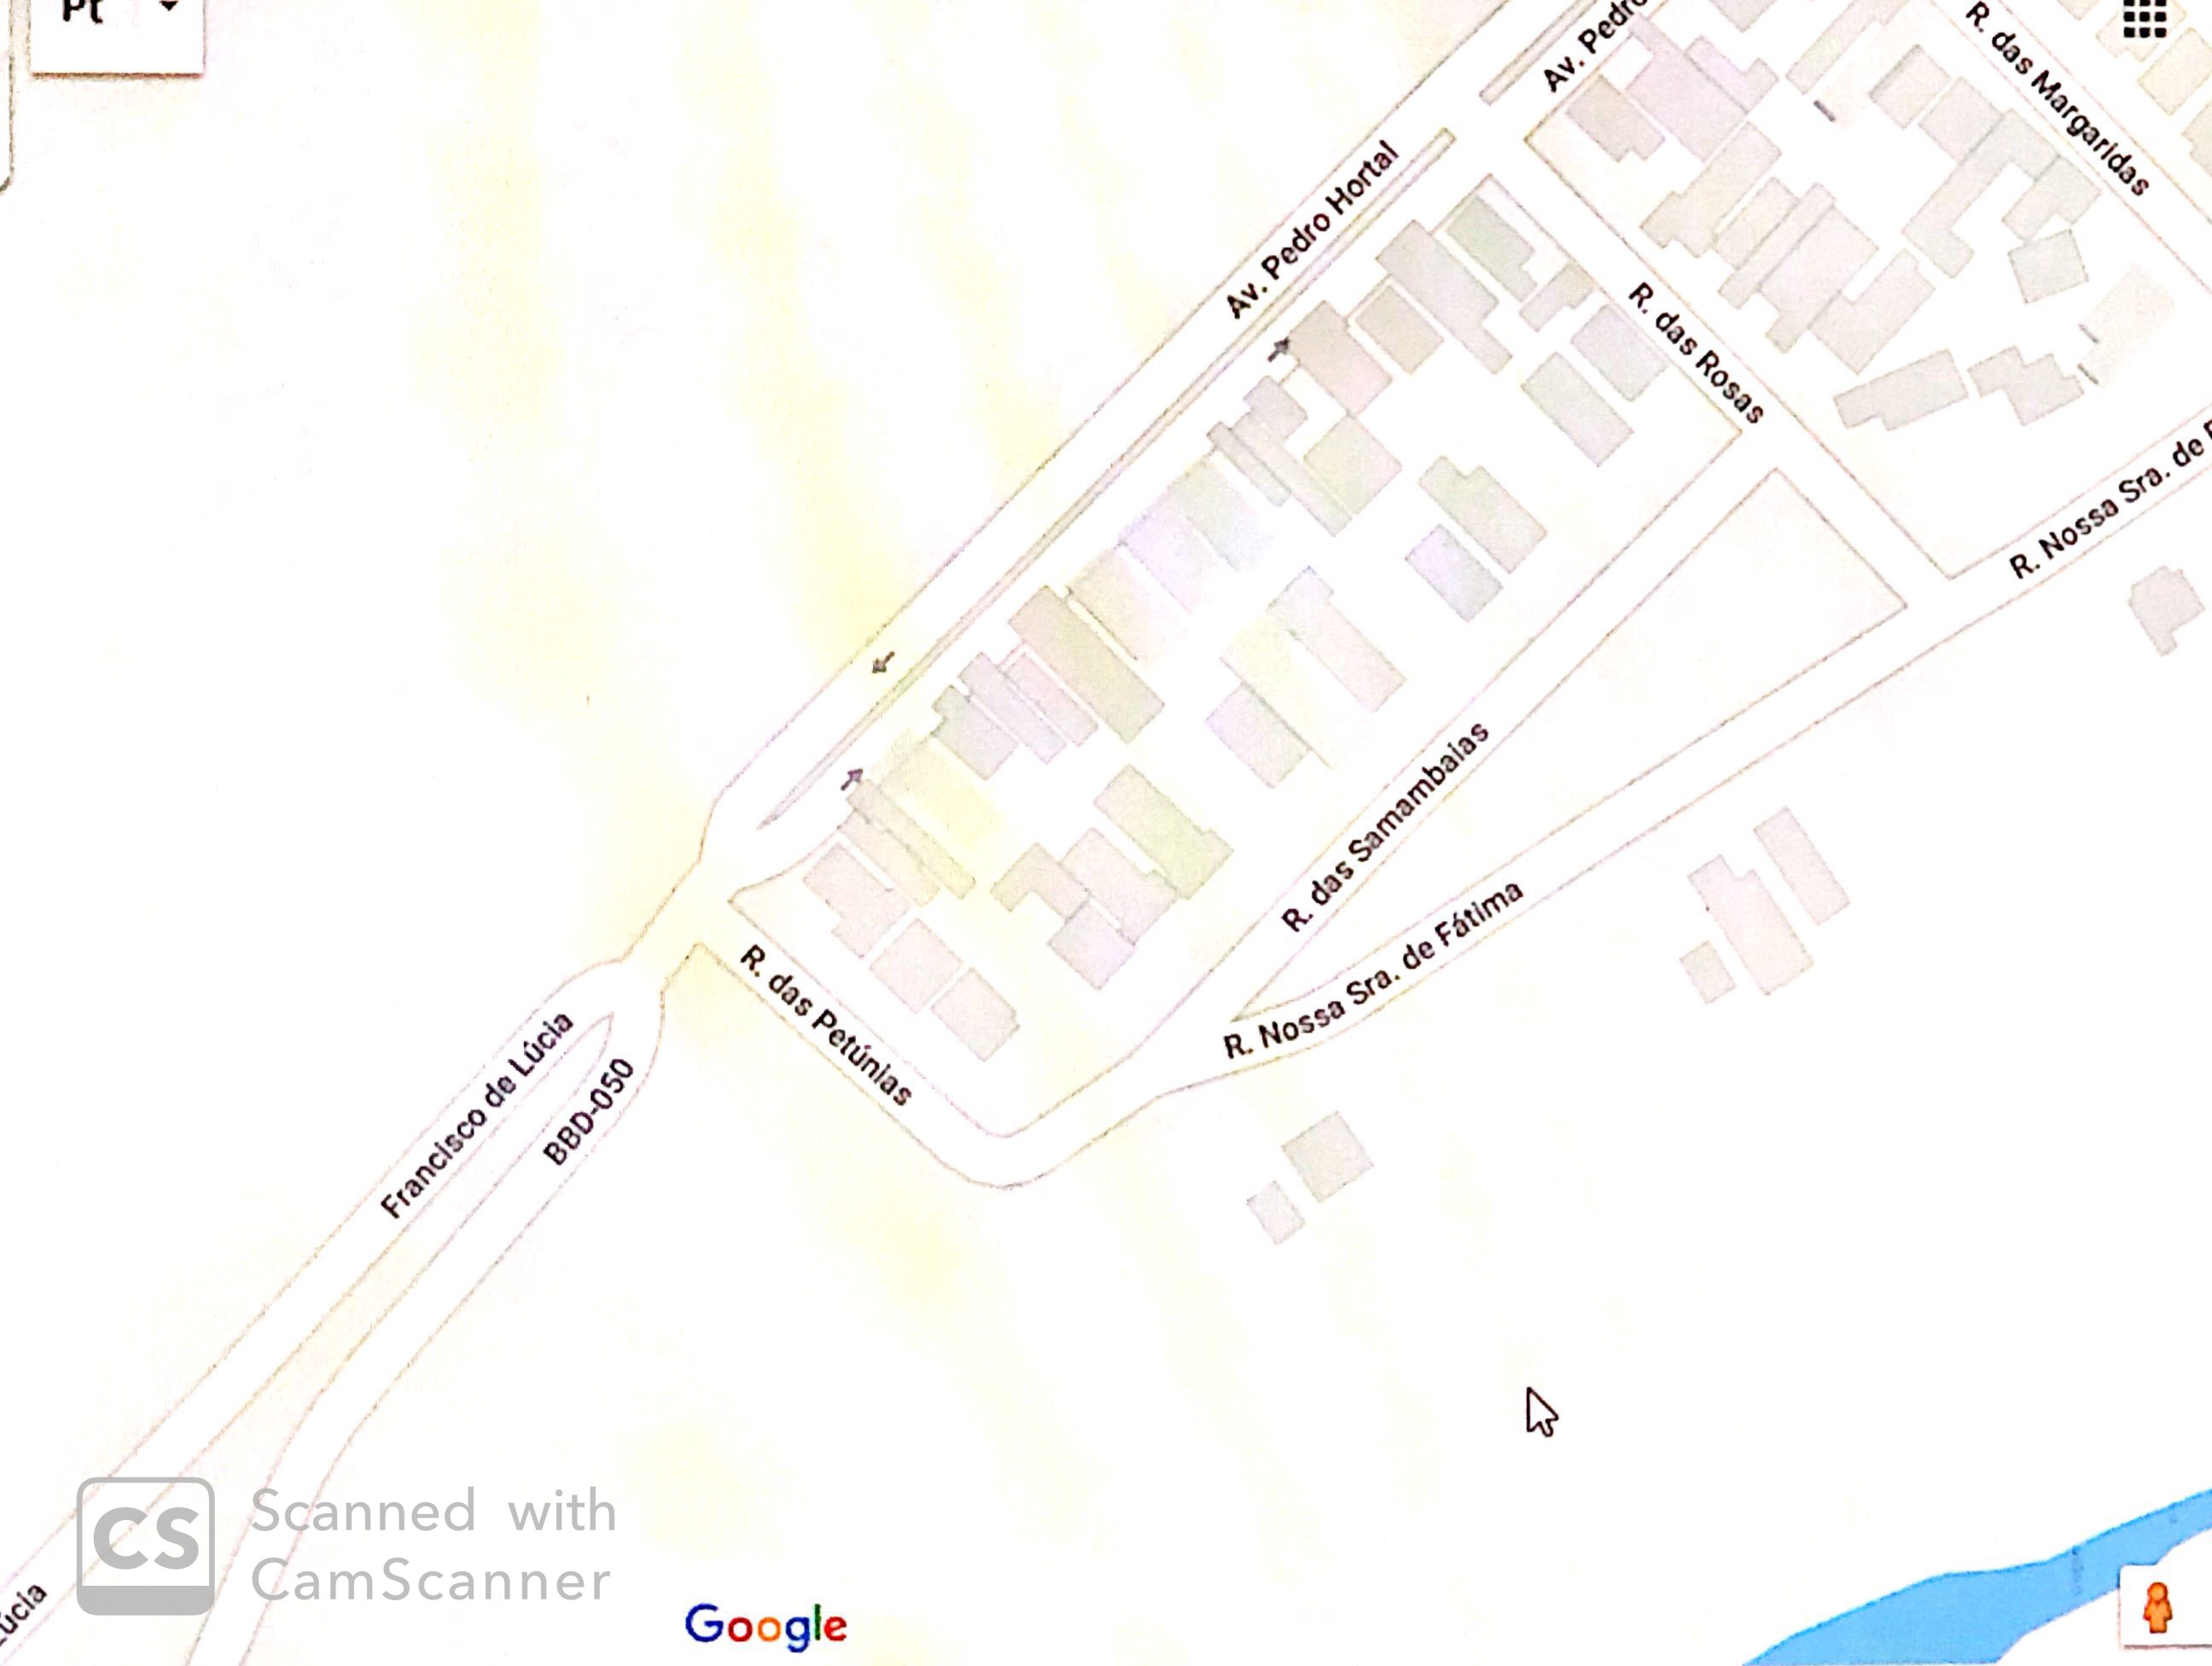 Pt
Av. Pedro
R. das Margaridas
Av. Pedro Hortal
R. das Rosas
R. Nossa Sra. de
R. das Samambaias
R. Nossa Sra. de Fátima
R. das Petúnias
Francisco de Lúcia
BBD-050
Lúcia
CS
Scanned with
CamScanner
Google